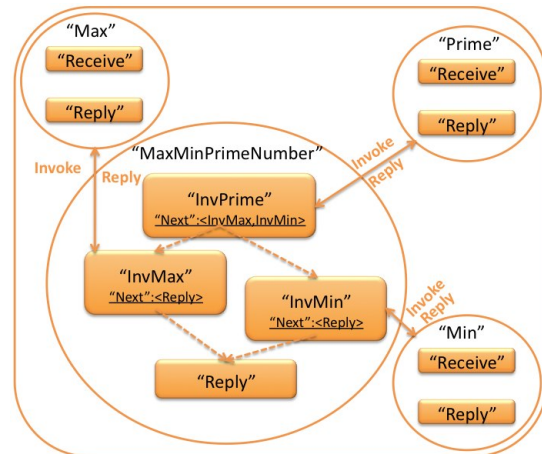 “Max”
“Receive”
“Reply”
“Prime”
“Receive”
“Reply”
Invoke
Reply
“MaxMinPrimeNumber”
Invoke
Reply
“InvPrime”
“Next”:<InvMax,InvMin>
“InvMax”
“Next”:<Reply>
“InvMin”
“Next”:<Reply>
Invoke
Reply
“Reply”
“Min”
“Receive”
“Reply”